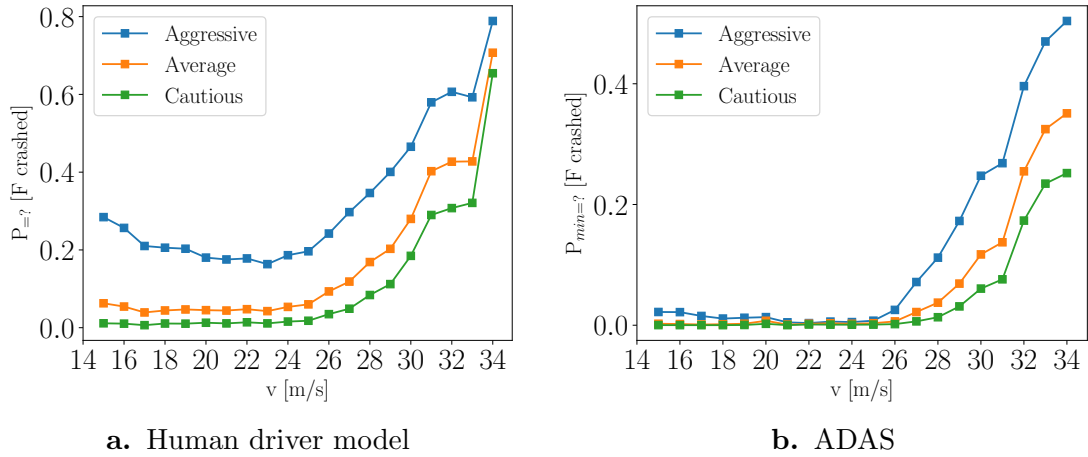 0.8
0.6
0.4
0.2
0.0
P=? [F crashed]
Aggressive
Average
Cautious
14 16 18 20 22 24 26 28 30 32 34
v [m/s]
a. Human driver model
0.4
0.2
0.0
Pmin=? [F crashed]
Aggressive
Average
Cautious
14 16 18 20 22 24 26 28 30 32 34
v [m/s]
b. ADAS